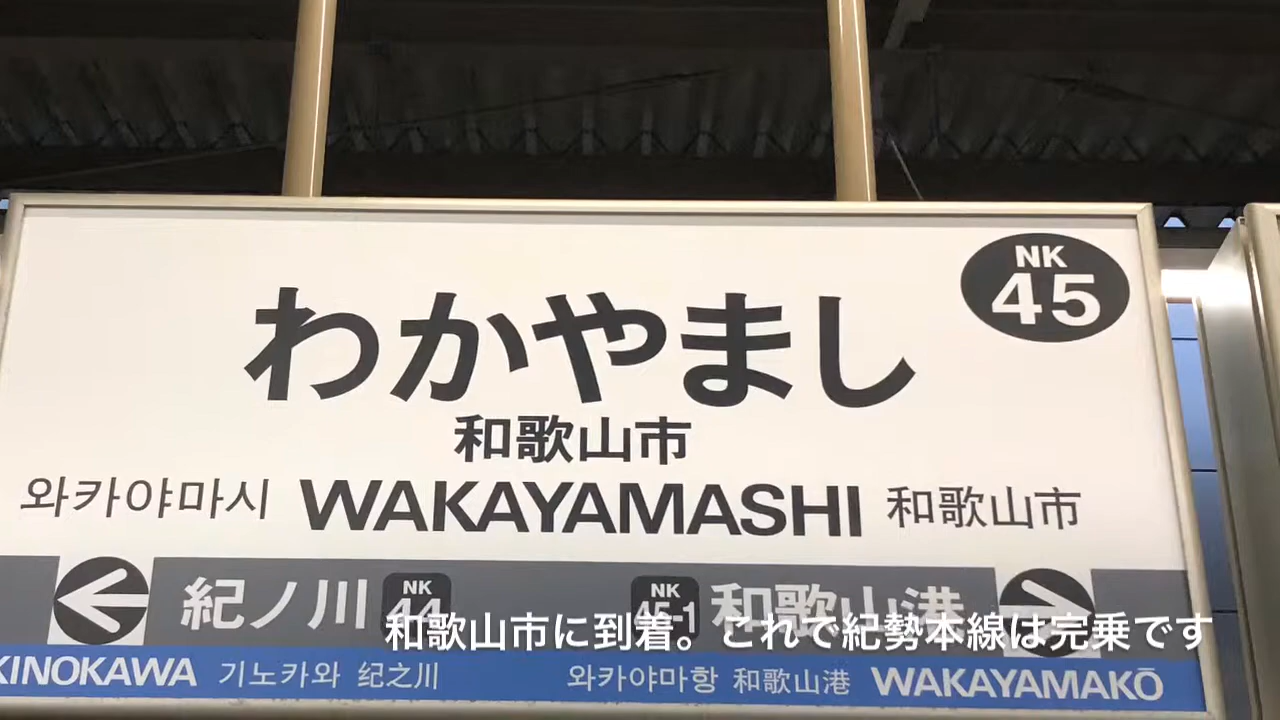 NK
45
わかやまし
和歌山市
와카야마시 WAKAYAMASHI 和歌山市
紀ノ川 NK 44 NK 45-1 和歌山港
和歌山市に到着。これで紀勢本線は完乗です
KINOKAWA 기노카와 纪之川 와카야마항 和歌山港 WAKAYAMAKŌ